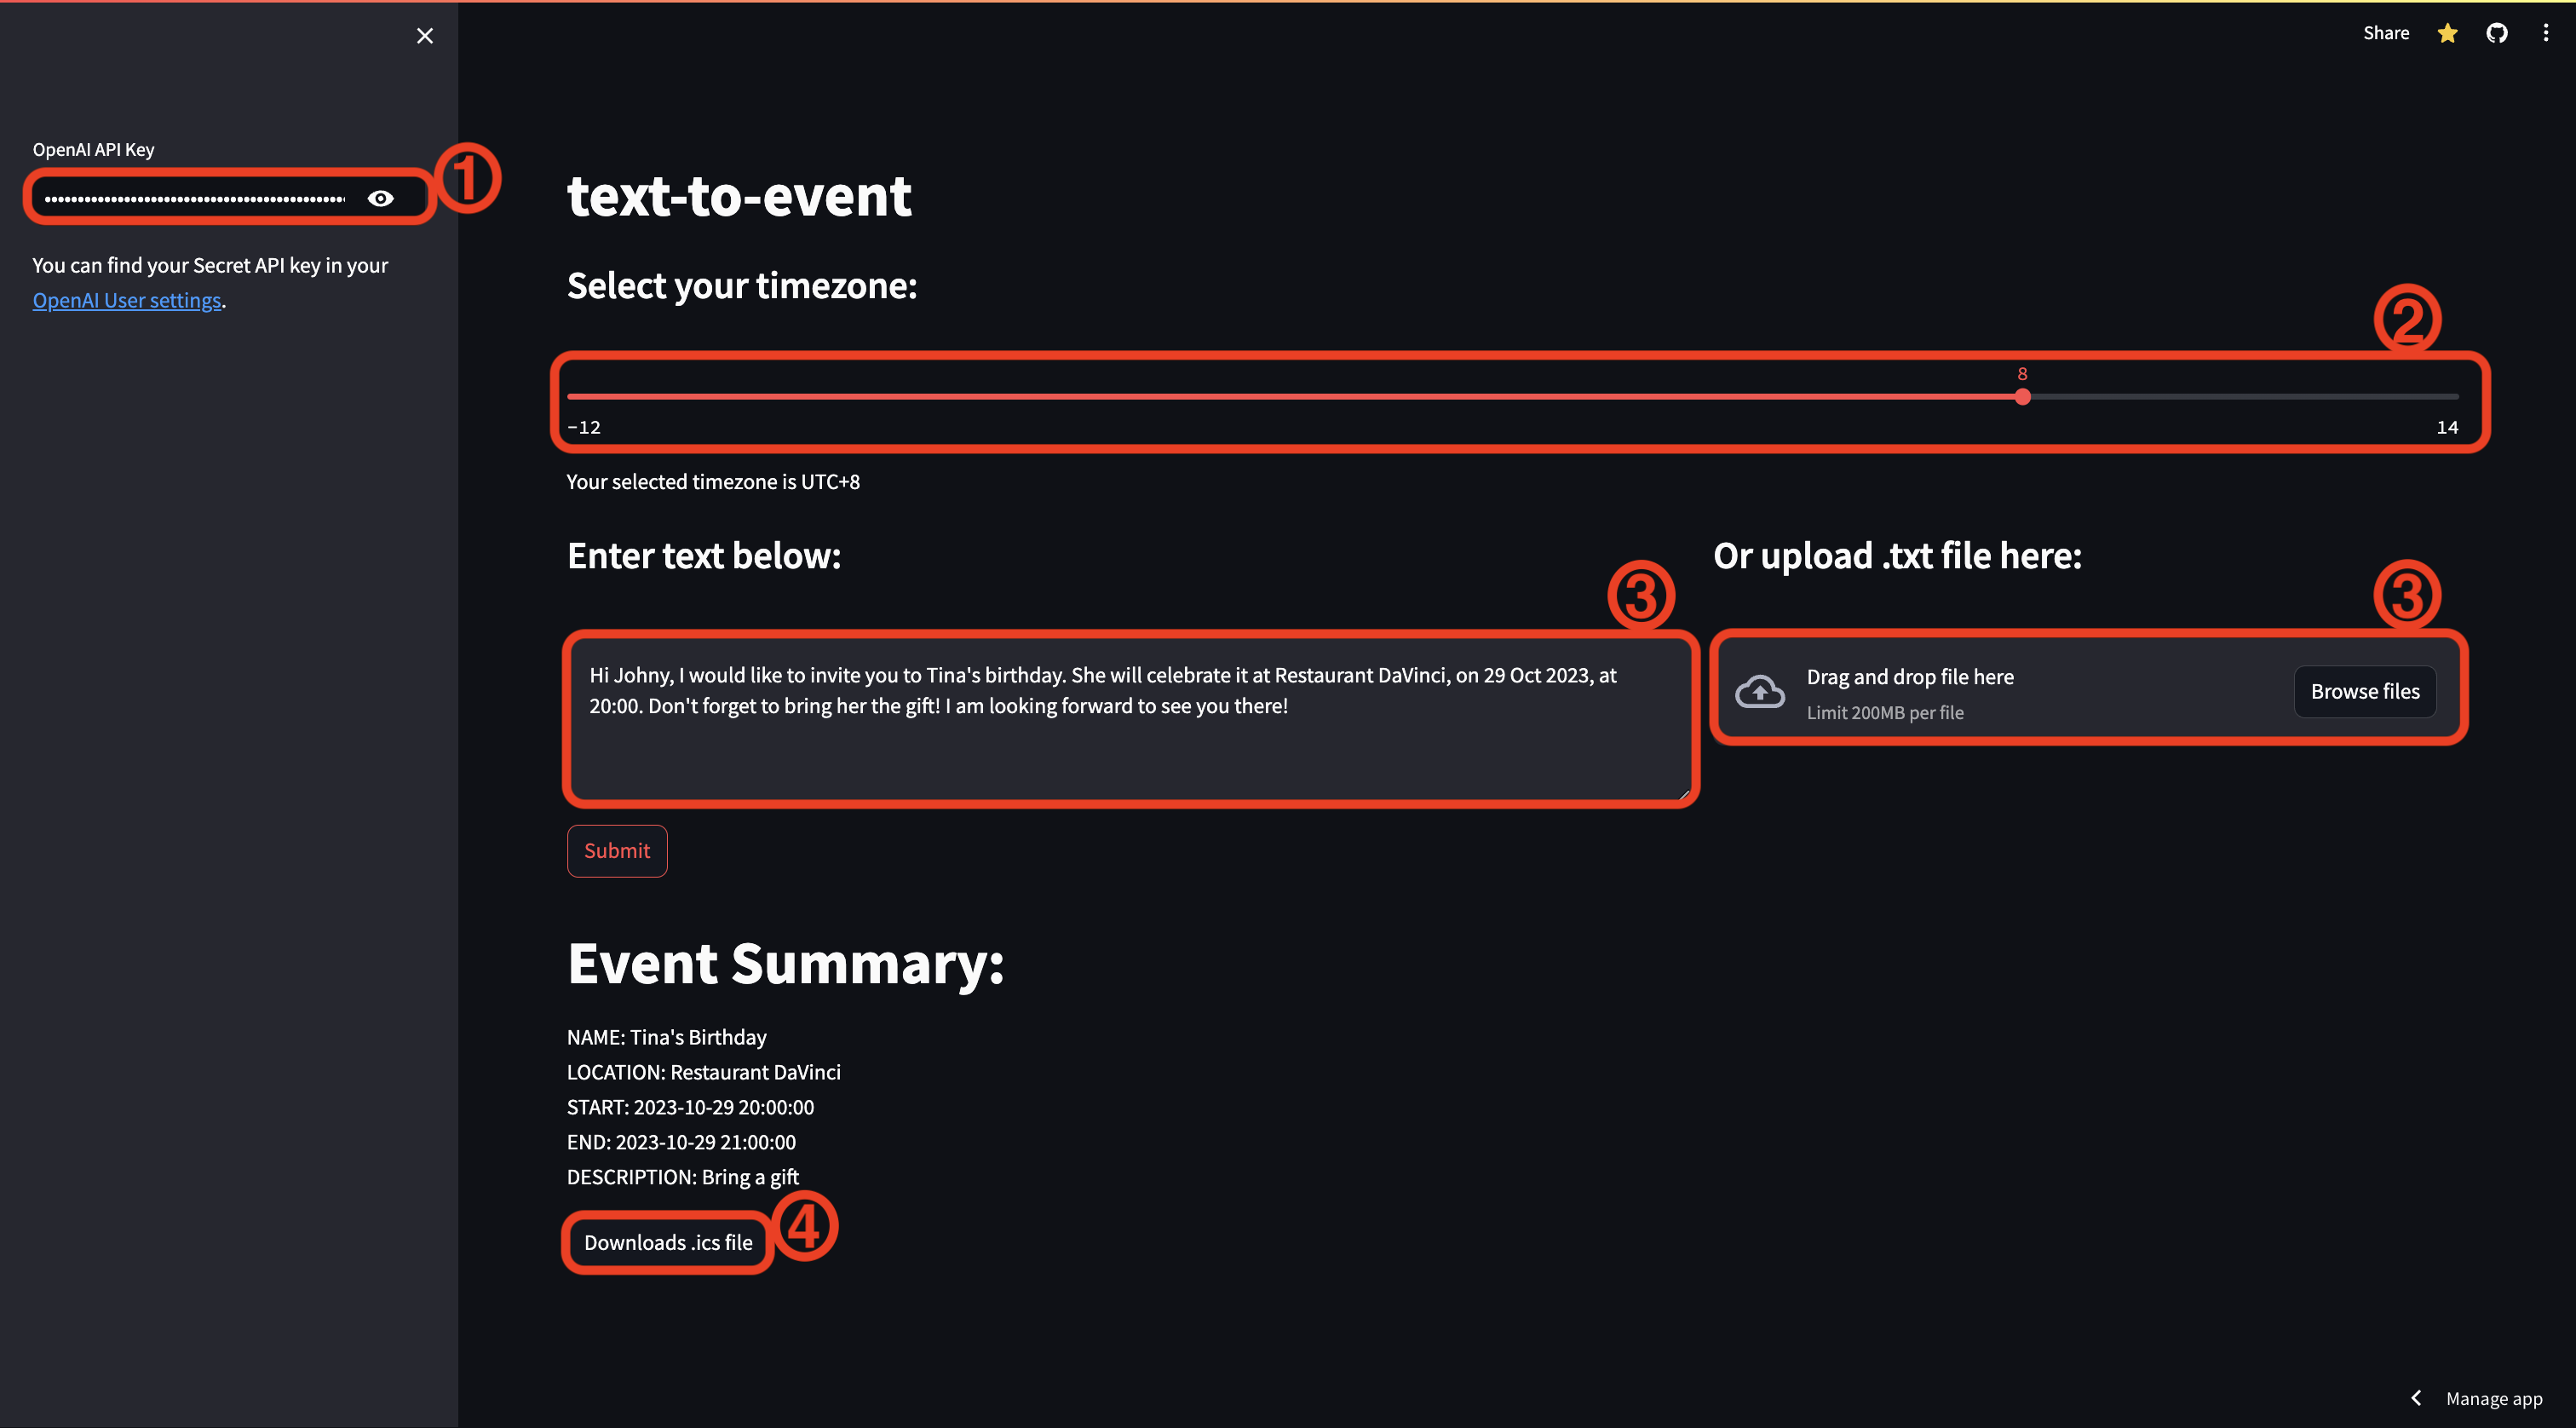 Share
OpenAI API Key
①
You can find your Secret API key in your
OpenAI User settings.
text-to-event
Select your timezone:
②
8
-12
14
Your selected timezone is UTC+8
Enter text below:
③
Hi Johny, I would like to invite you to Tina's birthday. She will celebrate it at Restaurant DaVinci, on 29 Oct 2023, at
20:00. Don't forget to bring her the gift! I am looking forward to see you there!
Or upload .txt file here:
③
Drag and drop file here
Limit 200MB per file
Browse files
Submit
Event Summary:
NAME: Tina's Birthday
LOCATION: Restaurant DaVinci
START: 2023-10-29 20:00:00
END: 2023-10-29 21:00:00
DESCRIPTION: Bring a gift
Downloads .ics file
④
Manage app